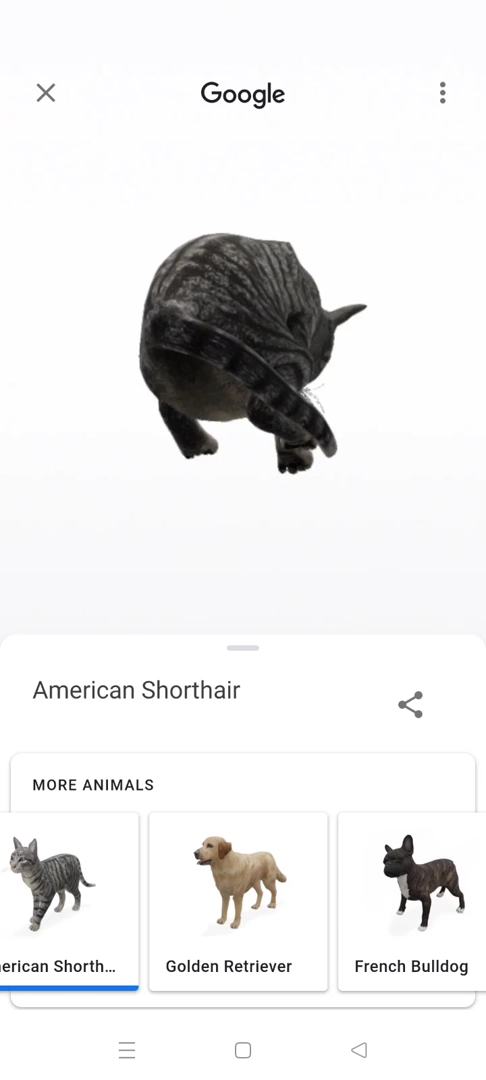 Google
American Shorthair
MORE ANIMALS
erican Shorth...
Golden Retriever
French Bulldog